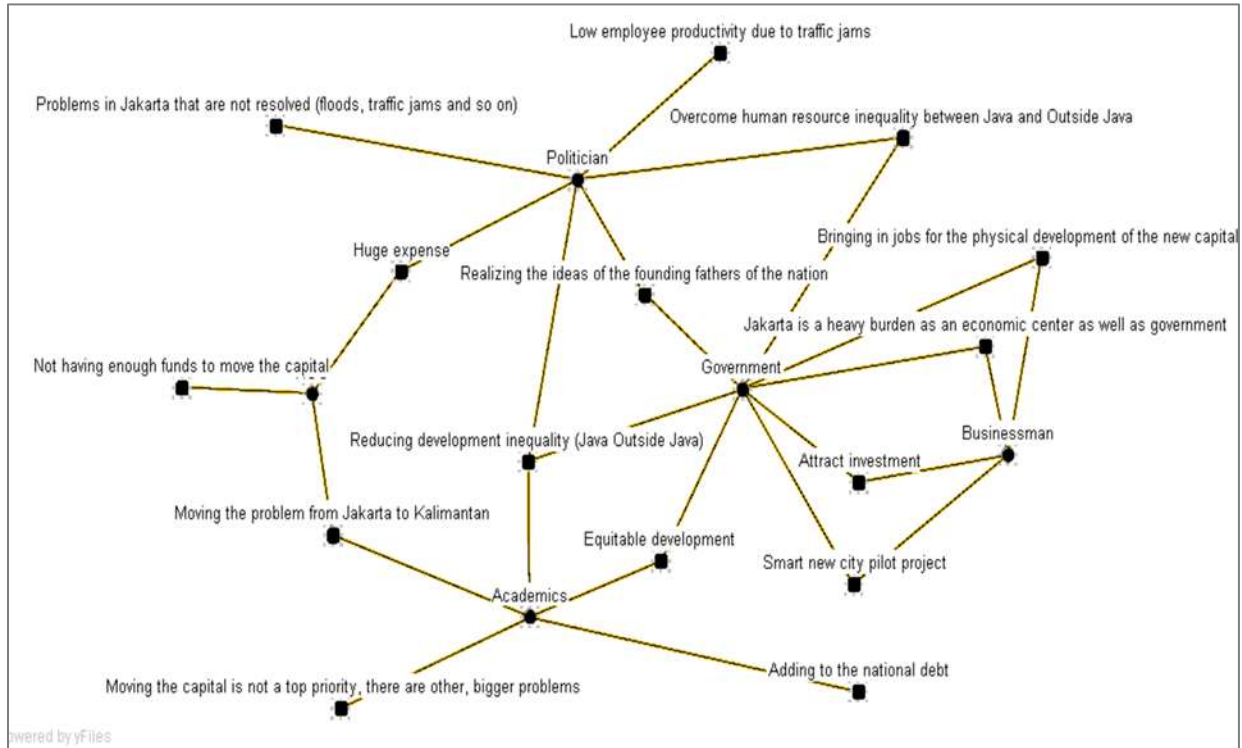 Low employee productivity due to traffic jams
Problems in Jakarta that are not resolved (floods, traffic jams and so on)
Overcome human resource inequality between Java and Outside Java
Politician
Bringing in jobs for the physical development of the new capital
Huge expense
Realizing the ideas of the founding fathers of the nation
Jakarta is a heavy burden as an economic center as well as government
Not having enough funds to move the capital
Government
Reducing development inequality (Java Outside Java)
Businessman
Attract investment
Moving the problem from Jakarta to Kalimantan
Equitable development
Smart new city pilot project
Academics
Adding to the national debt
Moving the capital is not a top priority, there are other, bigger problems
owered by yFiles